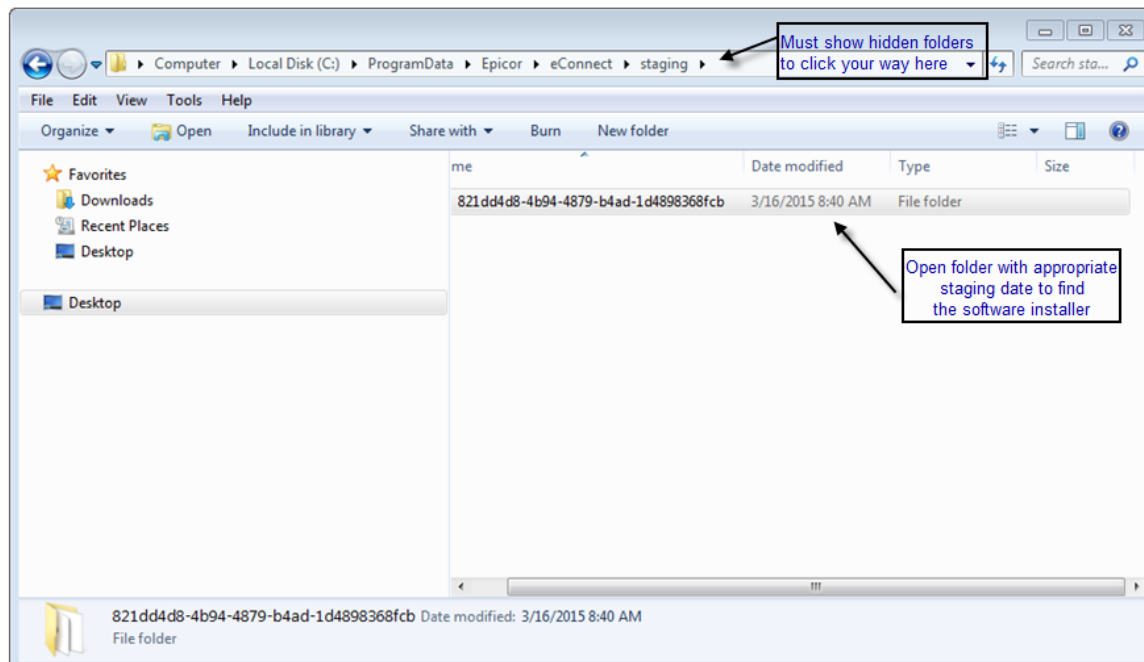 Must show hidden folders
to click your way here
Computer Local Disk (C:) ProgramData Epicor eConnect staging
Search sta...
File Edit View Tools Help
Organize Open Include in library Share with Burn New folder
Favorites
Downloads
Recent Places
Desktop
Desktop
me Date modified Type Size
821dd4d8-4b94-4879-b4ad-1d4898368fcb 3/16/2015 8:40 AM File folder
Open folder with appropriate
staging date to find
the software installer
821dd4d8-4b94-4879-b4ad-1d4898368fcb Date modified: 3/16/2015 8:40 AM
File folder